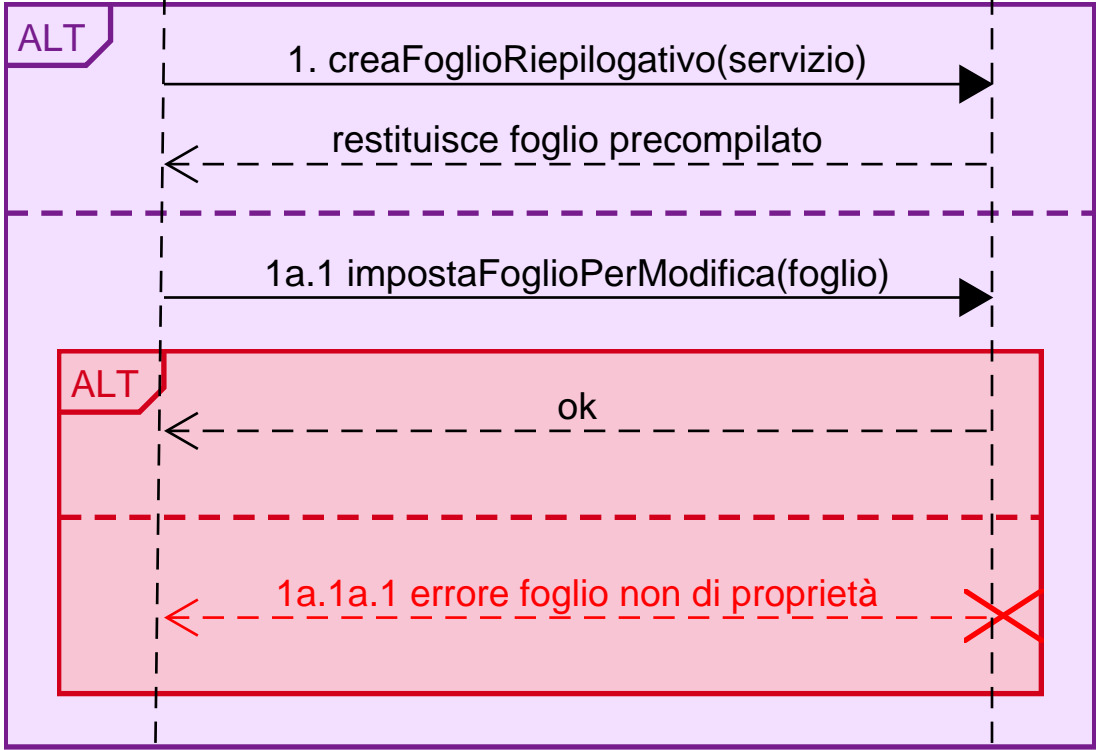 ALT
1. creaFoglioRiepilogativo(servizio)
restituisce foglio precompilato
1a.1 impostaFoglioPerModifica(foglio)
ALT
ok
1a.1a.1 errore foglio non di proprietà